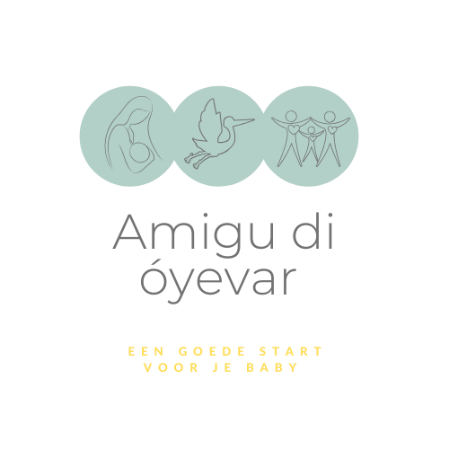 Amigu di
óyevar
EEN GOEDE START
VOOR JE BABY